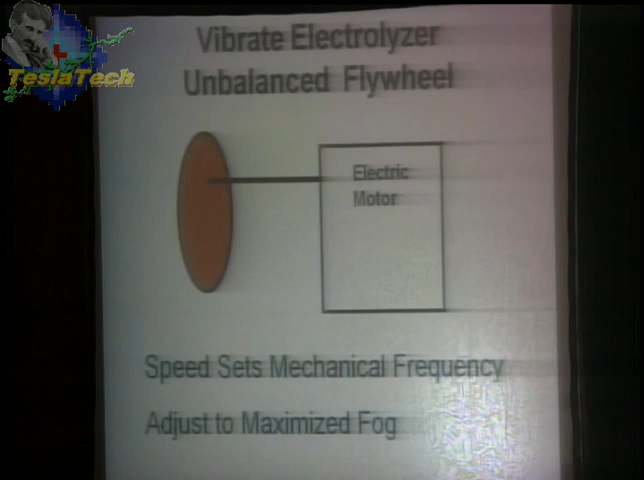 TeslaTech
Vibrate Electrolyzer
Unbalanced Flywheel
Electric
Motor
Speed Sets Mechanical Frequency
Adjust to Maximized Fog